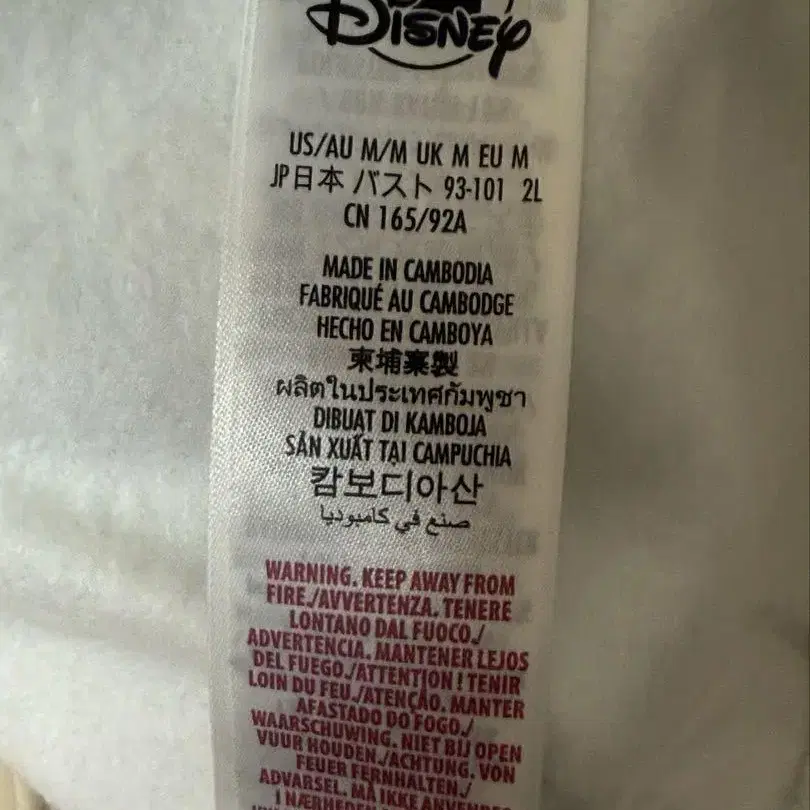 Disney
US/AU M/M UK M EU M
JP日本 バスト 93-101 2L
CN 165/92A
MADE IN CAMBODIA
FABRIQUÉ AU CAMBODGE
HECHO EN CAMBOYA
柬埔寨製
ผลิตในประเทศกัมพูชา
DIBUAT DI KAMBOJA
SẢN XUẤT TẠI CAMPUCHIA
캄보디아산
صنع في كامبوديا
WARNING. KEEP AWAY FROM
FIRE./AVVERTENZA. TENERE
LONTANO DAL FUOCO./
ADVERTENCIA. MANTENER LEJOS
DEL FUEGO./ATTENTION ! TENIR
LOIN DU FEU./ATENÇÃO. MANTER
AFASTADO DO FOGO./
WAARSCHUWING. NIET BIJ OPEN
VUUR HOUDEN./ACHTUNG. VON
FEUER FERNHALTEN./
ADVARSEL. MÅ IKKE ANVENDES
I NÆRHEDEN